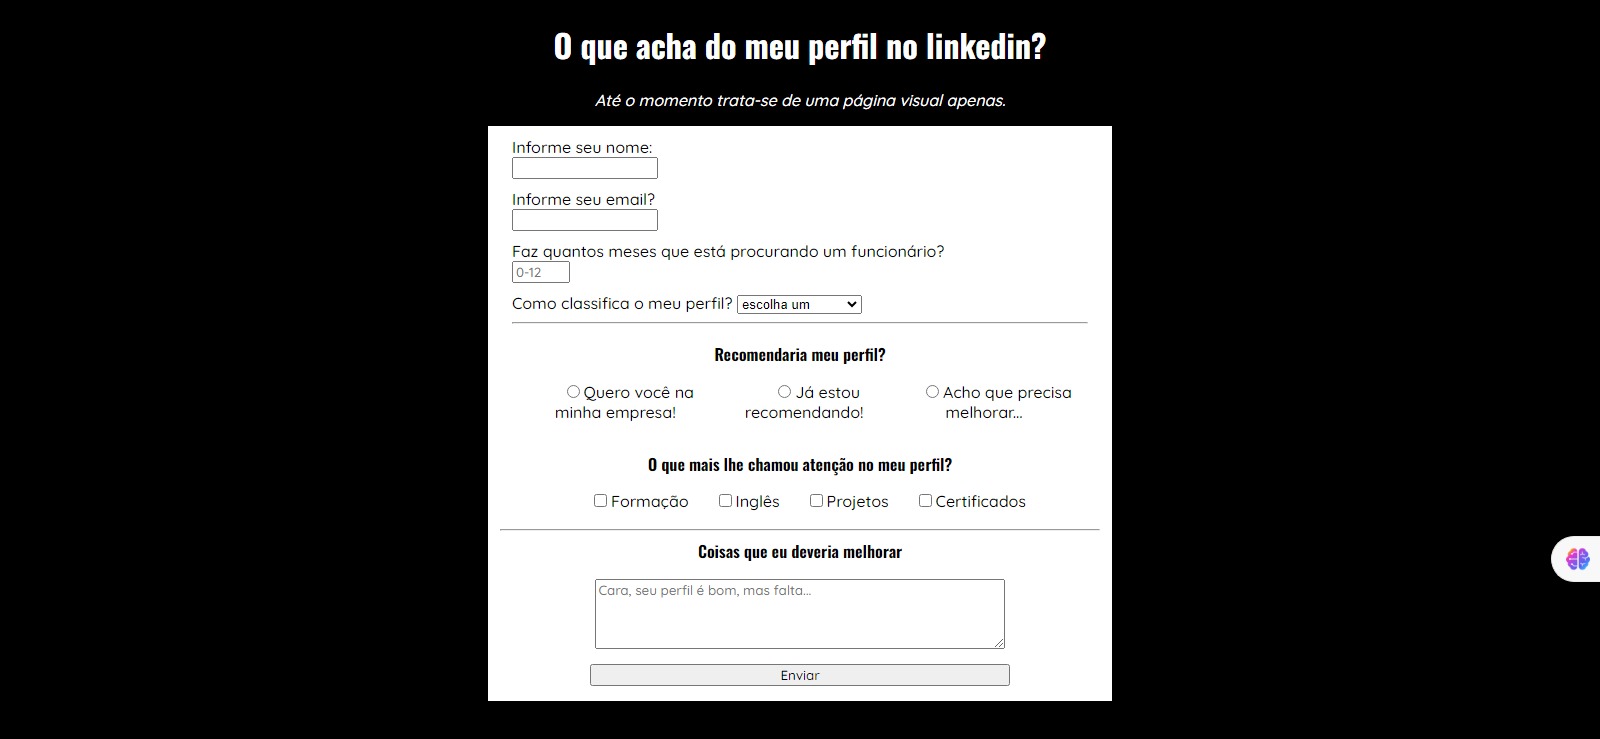 O que acha do meu perfil no linkedin?
Até o momento trata-se de uma página visual apenas.
Informe seu nome:
Informe seu email?
Faz quantos meses que está procurando um funcionário?
0-12
Como classifica o meu perfil? escolha um
Recomendaria meu perfil?
Quero você na minha empresa!
Já estou recomendando!
Acho que precisa melhorar...
O que mais lhe chamou atenção no meu perfil?
Formação Inglês Projetos Certificados
Coisas que eu deveria melhorar
Cara, seu perfil é bom, mas falta...
Enviar